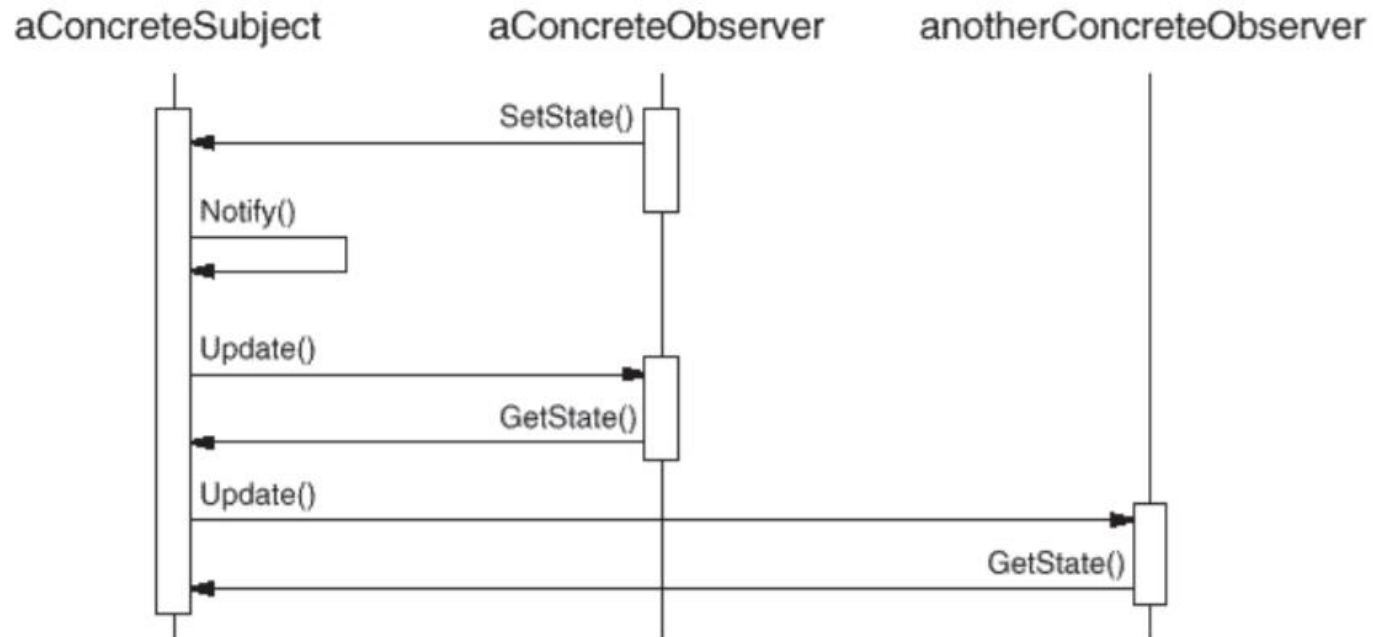 aConcreteSubject aConcreteObserver anotherConcreteObserver
SetState()
Notify()
Update()
GetState()
Update()
GetState()